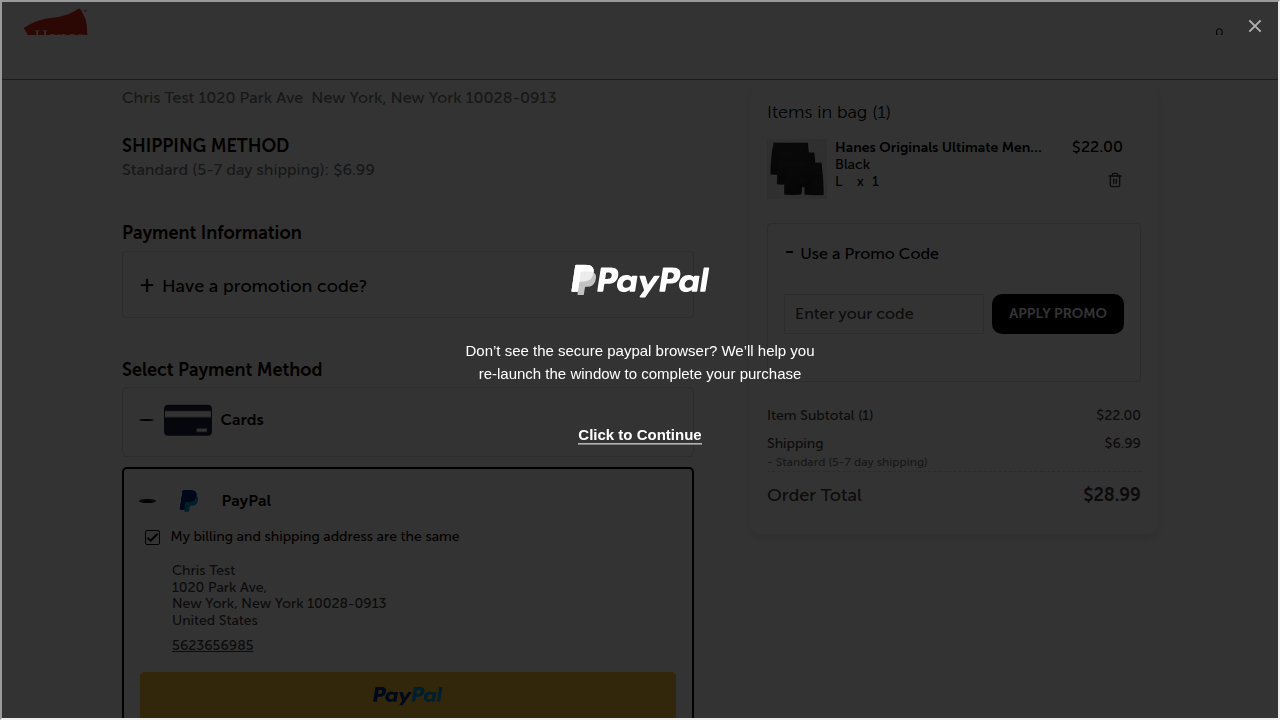 Hanes
0
Chris Test 1020 Park Ave  New York, New York 10028-0913
SHIPPING METHOD
Standard (5-7 day shipping): $6.99
Payment Information
+ Have a promotion code?
Select Payment Method
Cards
PayPal
My billing and shipping address are the same
Chris Test
1020 Park Ave,
New York, New York 10028-0913
United States
5623656985
PayPal
PayPal
Don't see the secure paypal browser? We'll help you
re-launch the window to complete your purchase
Click to Continue
Items in bag (1)
Hanes Originals Ultimate Men... $22.00
Black
L x 1
- Use a Promo Code
Enter your code APPLY PROMO
Item Subtotal (1) $22.00
Shipping $6.99
- Standard (5-7 day shipping)
Order Total $28.99